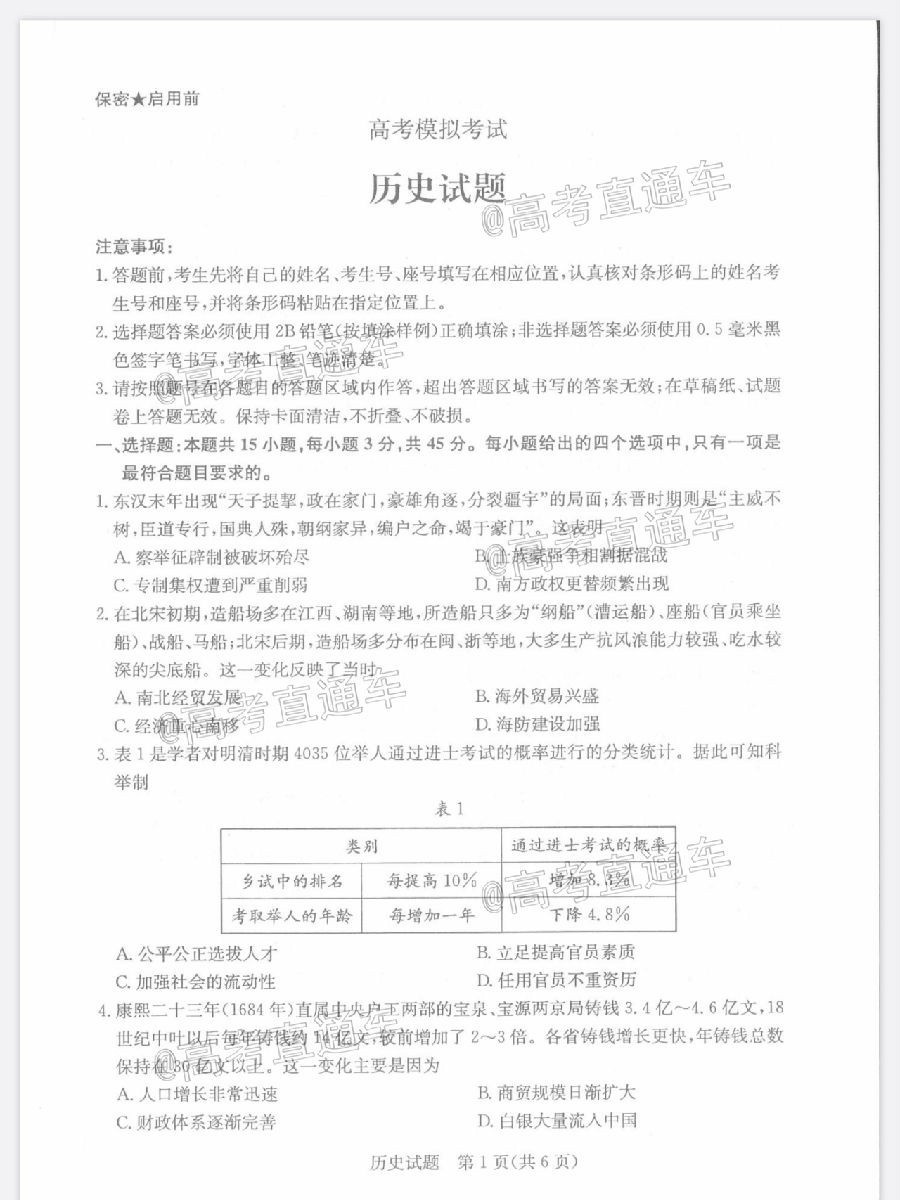 保密★启用前
高考模拟考试
历史试题
@高考直通车
注意事项：
1. 答题前，考生先将自己的姓名、考生号、座号填写在相应位置，认真核对条形码上的姓名考
生号和座号，并将条形码粘贴在指定位置上。
2. 选择题答案必须使用 2B 铅笔（按填涂样例）正确填涂；非选择题答案必须使用 0.5 毫米黑
色签字笔书写，字体工整、笔迹清楚。
@高考直通车
3. 请按照题号在各题目的答题区域内作答，超出答题区域书写的答案无效；在草稿纸、试题
卷上答题无效。保持卡面清洁，不折叠、不破损。
一、选择题：本题共 15 小题，每小题 3 分，共 45 分。每小题给出的四个选项中，只有一项是
最符合题目要求的。
1. 东汉末年出现“天子提挈，政在家门，豪雄角逐，分裂疆宇”的局面；东晋时期则是“主威不
树，臣道专行，国典人殊，朝纲家异，编户之命，竭于豪门”。这表明
@高考直通车
A. 察举征辟制被破坏殆尽 B. 士族豪强争相割据混战
C. 专制集权遭到严重削弱 D. 南方政权更替频繁出现
2. 在北宋初期，造船场多在江西、湖南等地，所造船只多为“纲船”（漕运船）、座船（官员乘坐
船）、战船、马船；北宋后期，造船场多分布在闽、浙等地，大多生产抗风浪能力较强、吃水较
深的尖底船。这一变化反映了当时
A. 南北经贸发展 B. 海外贸易兴盛
@高考直通车
C. 经济重心南移 D. 海防建设加强
3. 表 1 是学者对明清时期 4035 位举人通过进士考试的概率进行的分类统计。据此可知科
举制
表 1
类别 通过进士考试的概率
乡试中的排名 每提高 10% 增加 8.3%
@高考直通车
考取举人的年龄 每增加一年 下降 4.8%
A. 公平公正选拔人才 B. 立足提高官员素质
C. 加强社会的流动性 D. 任用官员不重资历
4. 康熙二十三年（1684 年）直属中央户工两部的宝泉、宝源两京局铸钱 3.4 亿～4.6 亿文，18
世纪中叶以后每年铸钱约 14 亿文，较前增加了 2～3 倍。各省铸钱增长更快，年铸钱总数
@高考直通车
保持在 30 亿文以上。这一变化主要是因为
A. 人口增长非常迅速 B. 商贸规模日渐扩大
C. 财政体系逐渐完善 D. 白银大量流入中国
历史试题 第 1 页（共 6 页）